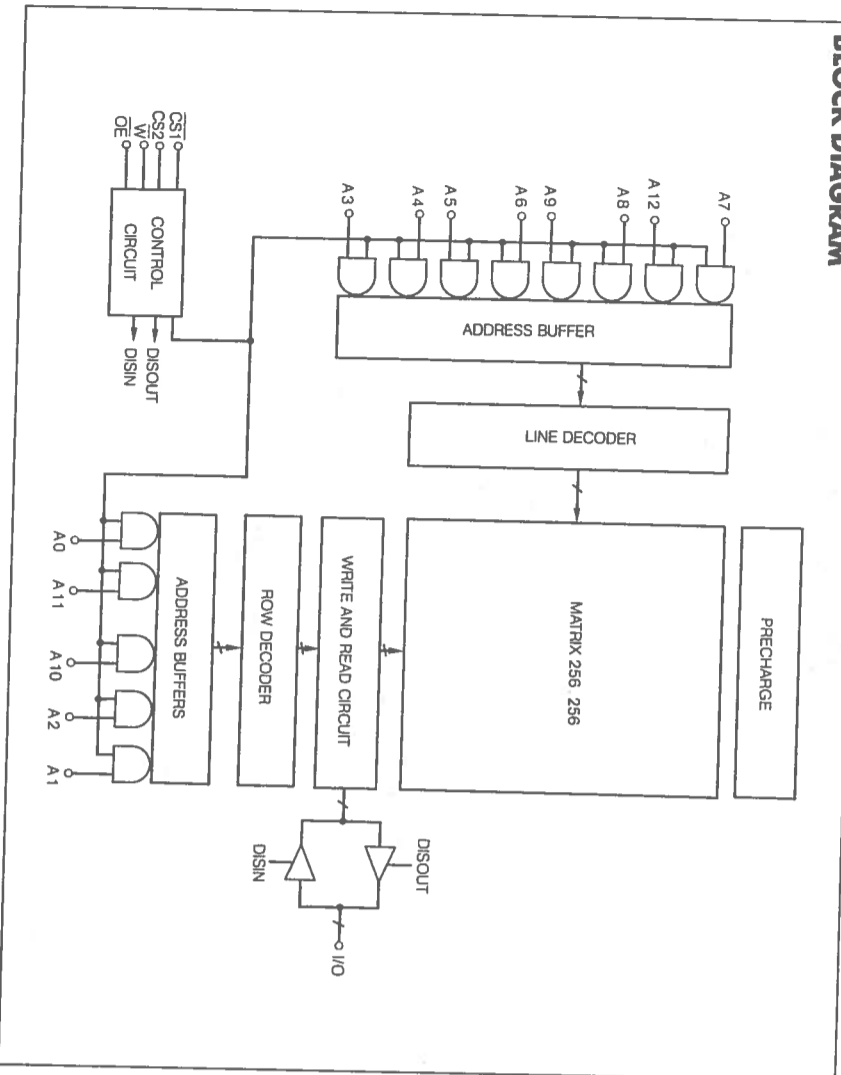 BLOCK DIAGRAM
A7
A12
A8
A9
A6
A5
A4
A3
ADDRESS BUFFER
LINE DECODER
MATRIX 256 . 256
PRECHARGE
CS1
CS2
W
OE
CONTROL
CIRCUIT
DISOUT
DISIN
WRITE AND READ CIRCUIT
ROW DECODER
ADDRESS BUFFERS
A0
A11
A10
A2
A1
DISOUT
DISIN
I/O